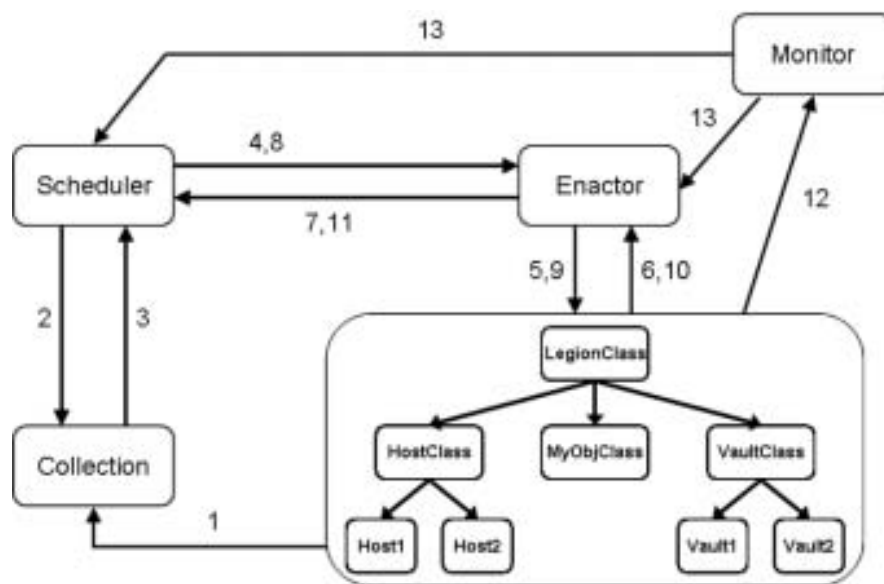 13
Monitor
13
4,8
Scheduler
Enactor
7,11
12
5,9
6,10
2
3
LegionClass
HostClass
MyObjClass
VaultClass
Collection
1
Host1
Host2
Vault1
Vault2